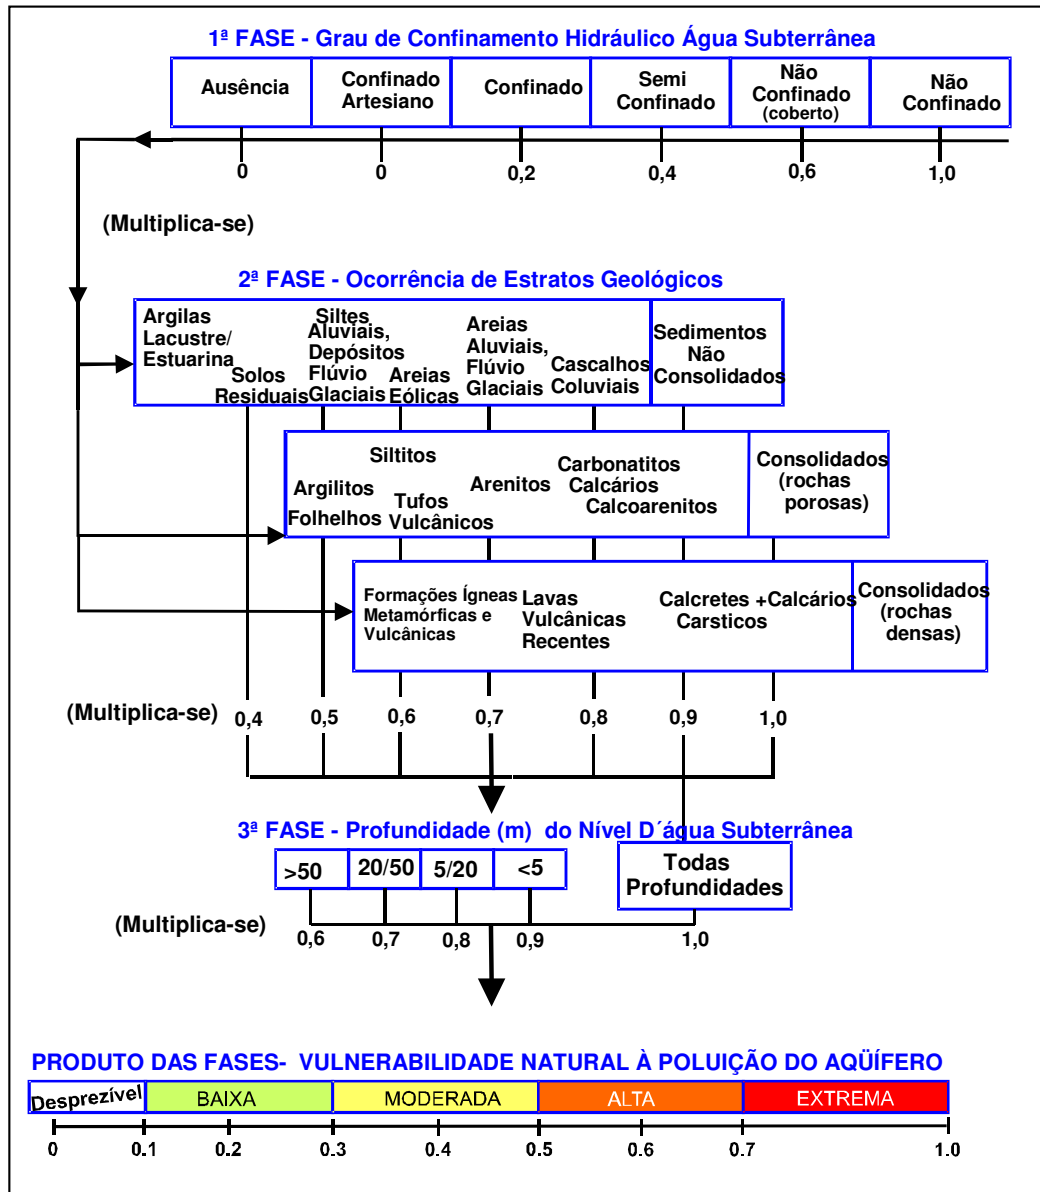 1ª FASE - Grau de Confinamento Hidráulico Água Subterrânea
Ausência
Confinado
Artesiano
Confinado
Semi
Confinado
Não
Confinado
(coberto)
Não
Confinado
0
0
0,2
0,4
0,6
1,0
(Multiplica-se)
2ª FASE - Ocorrência de Estratos Geológicos
Argilas
Lacustre/
Estuarina
Solos
Residuais
Siltes
Aluviais,
Depósitos
Flúvio
Glaciais
Areias
Eólicas
Areias
Aluviais,
Flúvio
Glaciais
Cascalhos
Coluviais
Sedimentos
Não
Consolidados
Argilitos
Folhelhos
Siltitos
Tufos
Vulcânicos
Arenitos
Carbonatitos
Calcários
Calcoarenitos
Consolidados
(rochas
porosas)
Formações Ígneas
Metamórficas e
Vulcânicas
Lavas
Vulcânicas
Recentes
Calcretes +Calcários
Carsticos
Consolidados
(rochas
densas)
(Multiplica-se)
0,4
0,5
0,6
0,7
0,8
0,9
1,0
3ª FASE - Profundidade (m) do Nível D´água Subterrânea
>50
20/50
5/20
<5
Todas
Profundidades
(Multiplica-se)
0,6
0,7
0,8
0,9
1,0
PRODUTO DAS FASES- VULNERABILIDADE NATURAL À POLUIÇÃO DO AQÜÍFERO
Desprezível
BAIXA
MODERADA
ALTA
EXTREMA
0
0.1
0.2
0.3
0.4
0.5
0.6
0.7
1.0